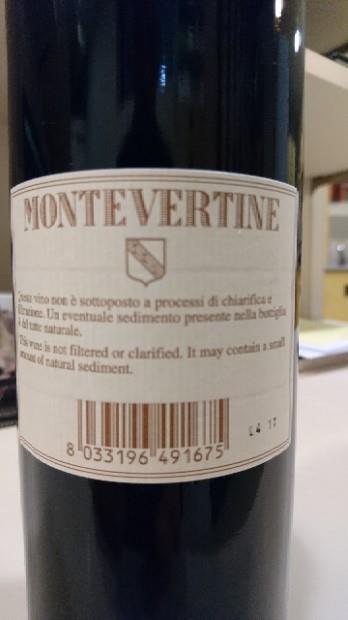 MONTEVERTINE
Questo vino non è sottoposto a processi di chiarifica e
filtrazione. Un eventuale sedimento presente nella bottiglia
è del tutto naturale.
This wine is not filtered or clarified. It may contain a small
amount of natural sediment.
8 033196 491675
L4 17